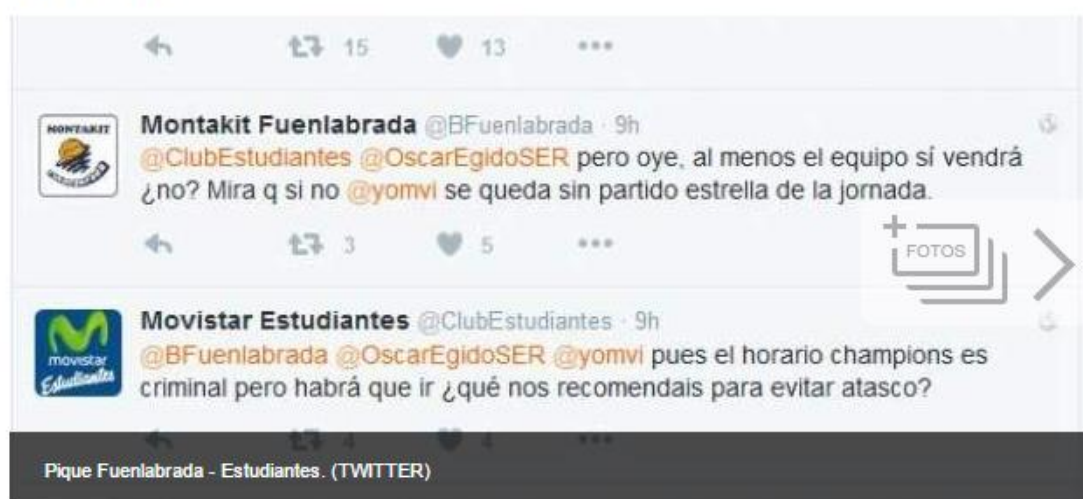 15 13
MONTAKIT
Montakit Fuenlabrada @BFuenlabrada · 9h
@ClubEstudiantes @OscarEgidoSER pero oye, al menos el equipo sí vendrá
¿no? Mira q si no @yomvi se queda sin partido estrella de la jornada.
3 5
FOTOS
Movistar Estudiantes @ClubEstudiantes · 9h
movistar
Estudiantes
@BFuenlabrada @OscarEgidoSER @yomvi pues el horario champions es
criminal pero habrá que ir ¿qué nos recomendais para evitar atasco?
4 4
Pique Fuenlabrada - Estudiantes. (TWITTER)